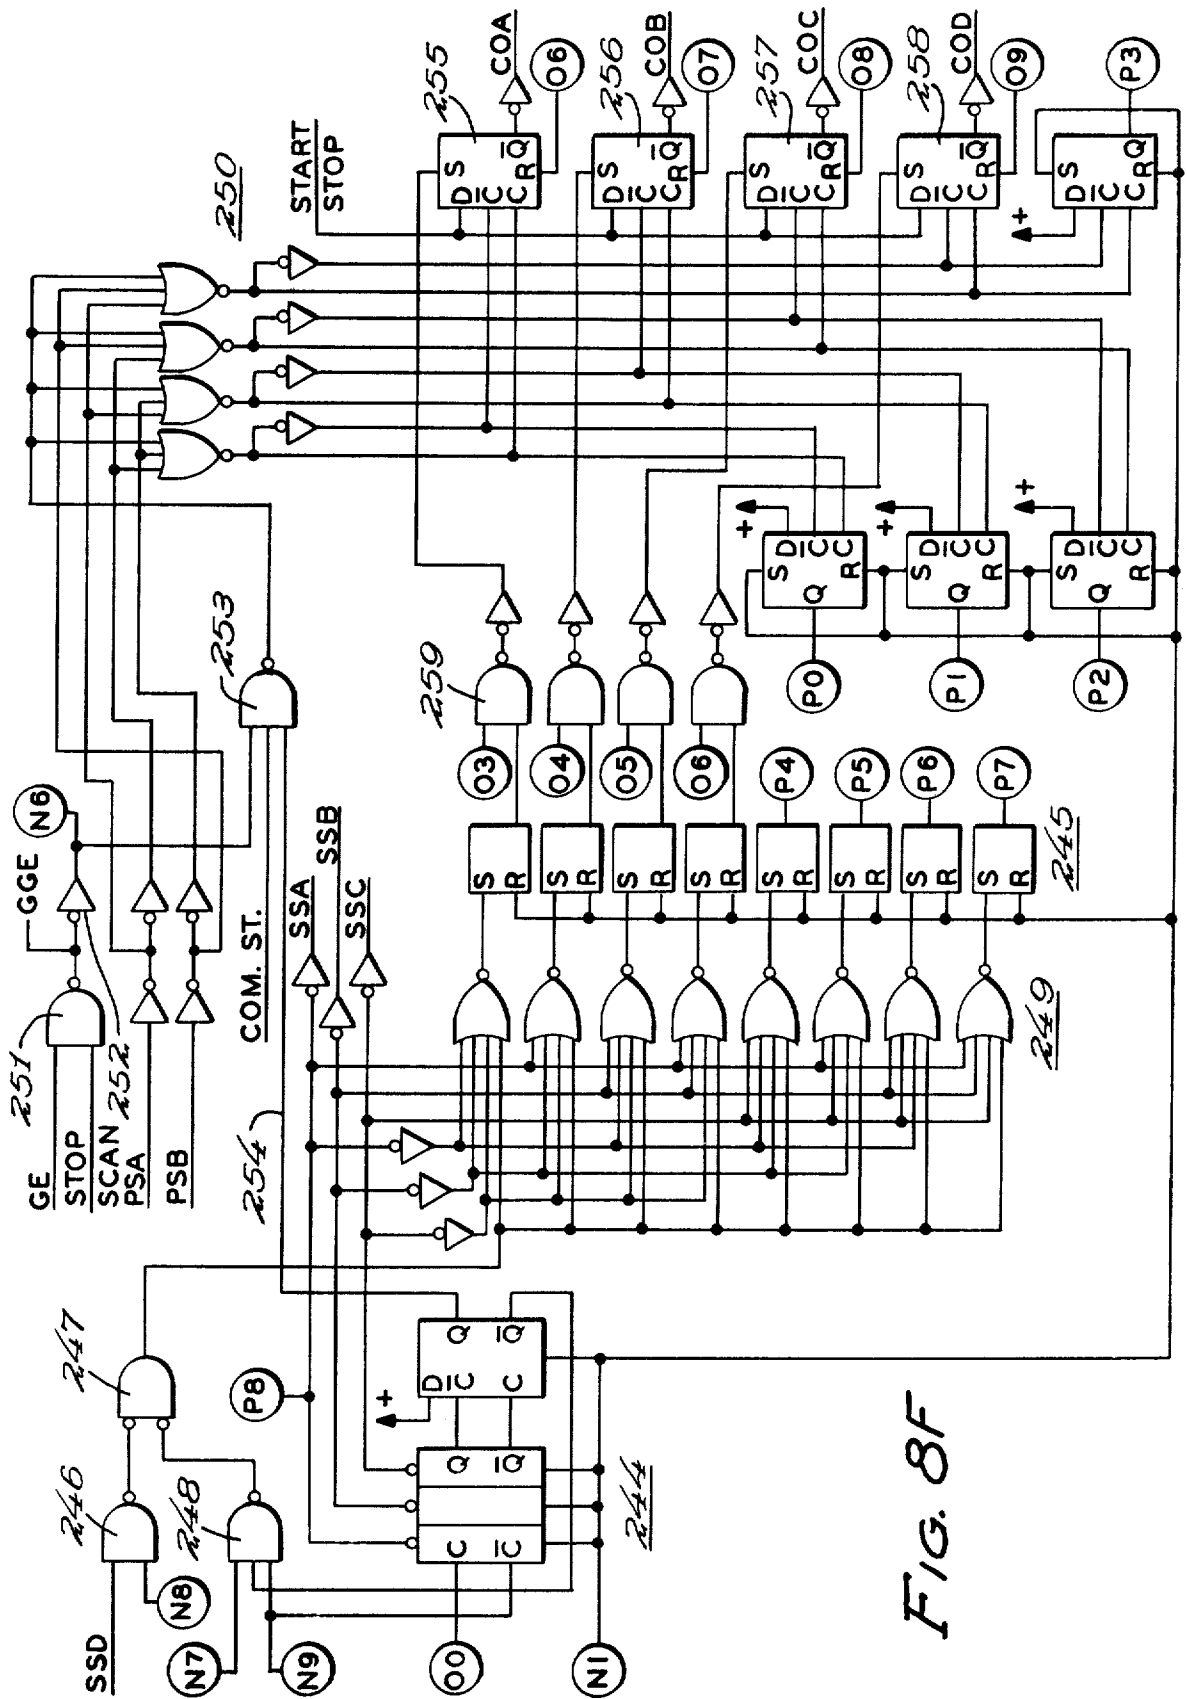 SSD
N8
N7
N9
246
248
247
GE
STOP
SCAN
PSA
PSB
251
252
GGE
N6
COM. ST.
253
254
250
P8
SSA
SSB
SSC
START
STOP
O0
N1
C
C̅
Q
Q̅
244
+
D
C̅
C
Q
Q̅
249
S
R
S
R
S
R
S
R
S
R
S
R
S
R
S
R
245
O3
O4
O5
O6
P4
P5
P6
P7
259
P0
Q
S
D
C̅
C
R
+
P1
Q
S
D
C̅
C
R
+
P2
Q
S
D
C̅
C
R
+
D
S
C̅
C
R
Q̅
255
COA
O6
D
S
C̅
C
R
Q̅
256
COB
O7
D
S
C̅
C
R
Q̅
257
COC
O8
D
S
C̅
C
R
Q̅
258
COD
O9
+
D
S
C̅
C
R
Q
P3
FIG. 8F